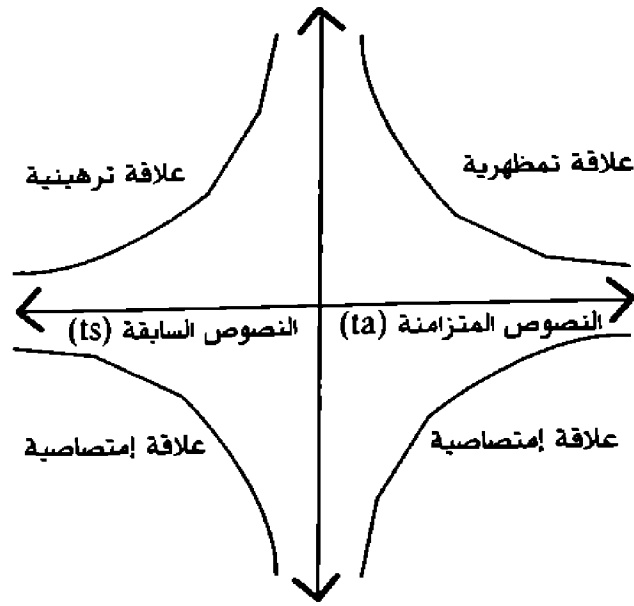 علاقة تمظهرية
علاقة ترهينية
النصوص المتزامنة (ta)
النصوص السابقة (ts)
علاقة إمتصاصية
علاقة إمتصاصية